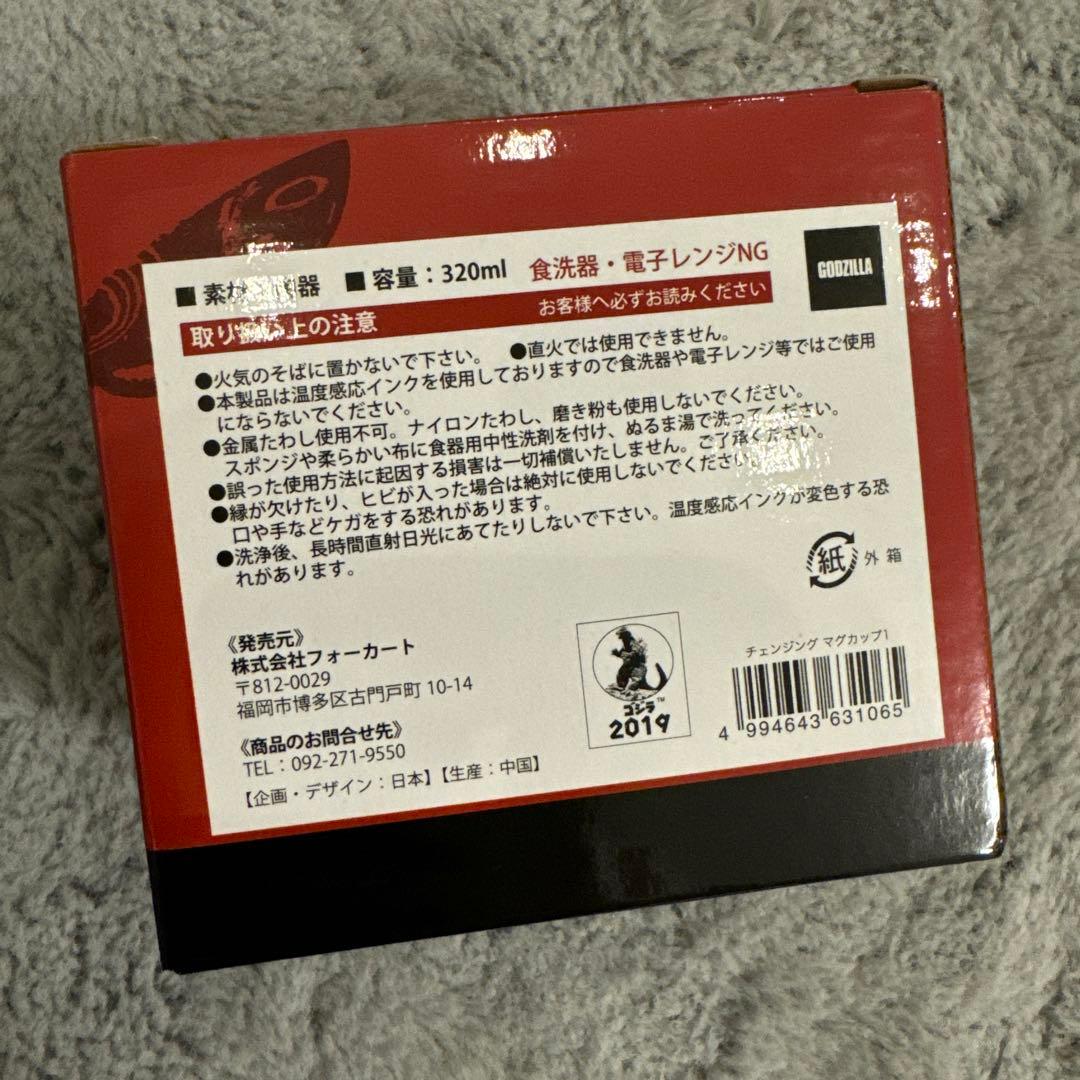 ■素材 器 ■容量：320ml 食洗器・電子レンジNG
GODZILLA
取り扱い上の注意 お客様へ必ずお読みください
●火気のそばに置かないで下さい。 ●直火では使用できません。
●本製品は温度感応インクを使用しておりますので食洗器や電子レンジ等ではご使用
にならないでください。
●金属たわし使用不可。ナイロンたわし、磨き粉も使用しないでください。
スポンジや柔らかい布に食器用中性洗剤を付け、ぬるま湯で洗ってください。
●誤った使用方法に起因する損害は一切補償いたしません。ご了承ください。
●縁が欠けたり、ヒビが入った場合は絶対に使用しないでください。
口や手などケガをする恐れがあります。
●洗浄後、長時間直射日光にあてたりしないで下さい。温度感応インクが変色する恐
れがあります。
紙 外箱
《発売元》
株式会社フォーカート
〒812-0029
福岡市博多区古門戸町 10-14
《商品のお問合せ先》
TEL：092-271-9550
【企画・デザイン：日本】【生産：中国】
ゴジラ™
2019
チェンジング マグカップ1
4 994643 631065